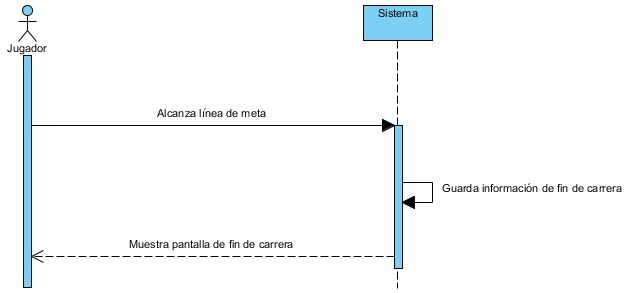 Sistema
Jugador
Alcanza línea de meta
Guarda información de fin de carrera
Muestra pantalla de fin de carrera